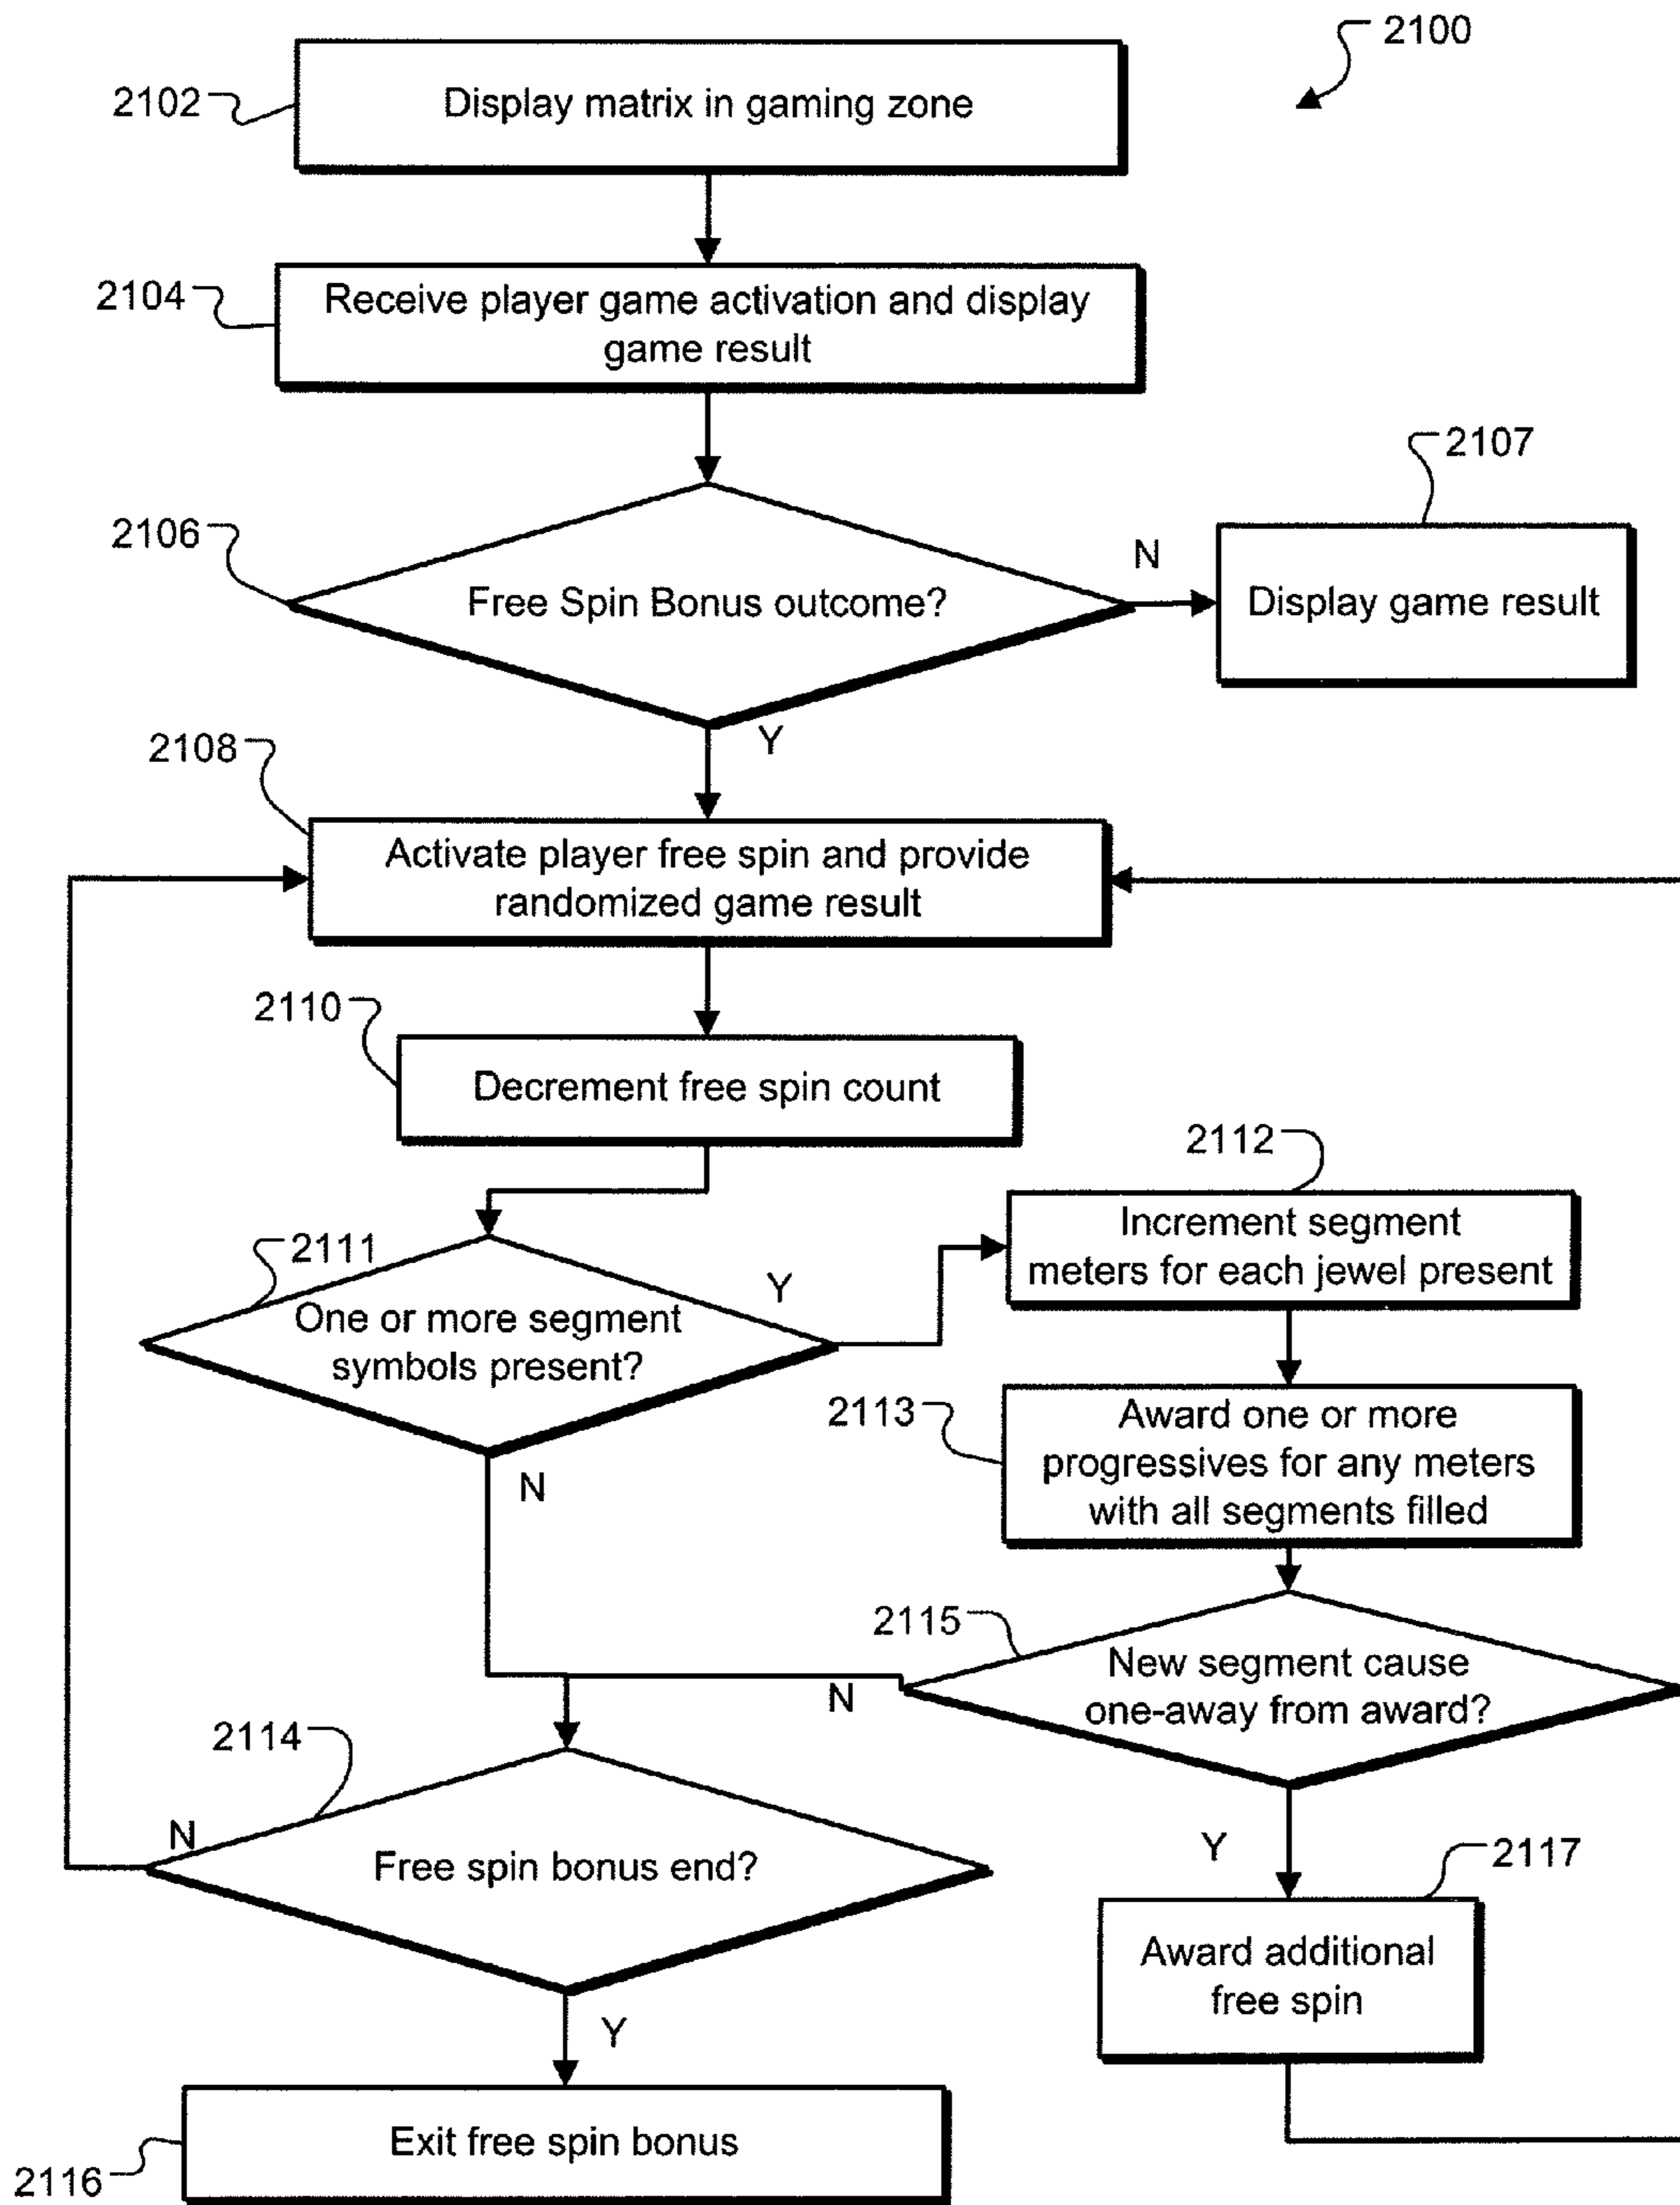 2100
2102
Display matrix in gaming zone
2104
Receive player game activation and display
game result
2107
2106
Free Spin Bonus outcome?
N
Display game result
Y
2108
Activate player free spin and provide
randomized game result
2110
Decrement free spin count
2112
Increment segment
meters for each jewel present
2111
One or more segment
symbols present?
Y
N
2113
Award one or more
progressives for any meters
with all segments filled
2115
New segment cause
one-away from award?
N
Y
2114
Free spin bonus end?
N
Y
2117
Award additional
free spin
2116
Exit free spin bonus